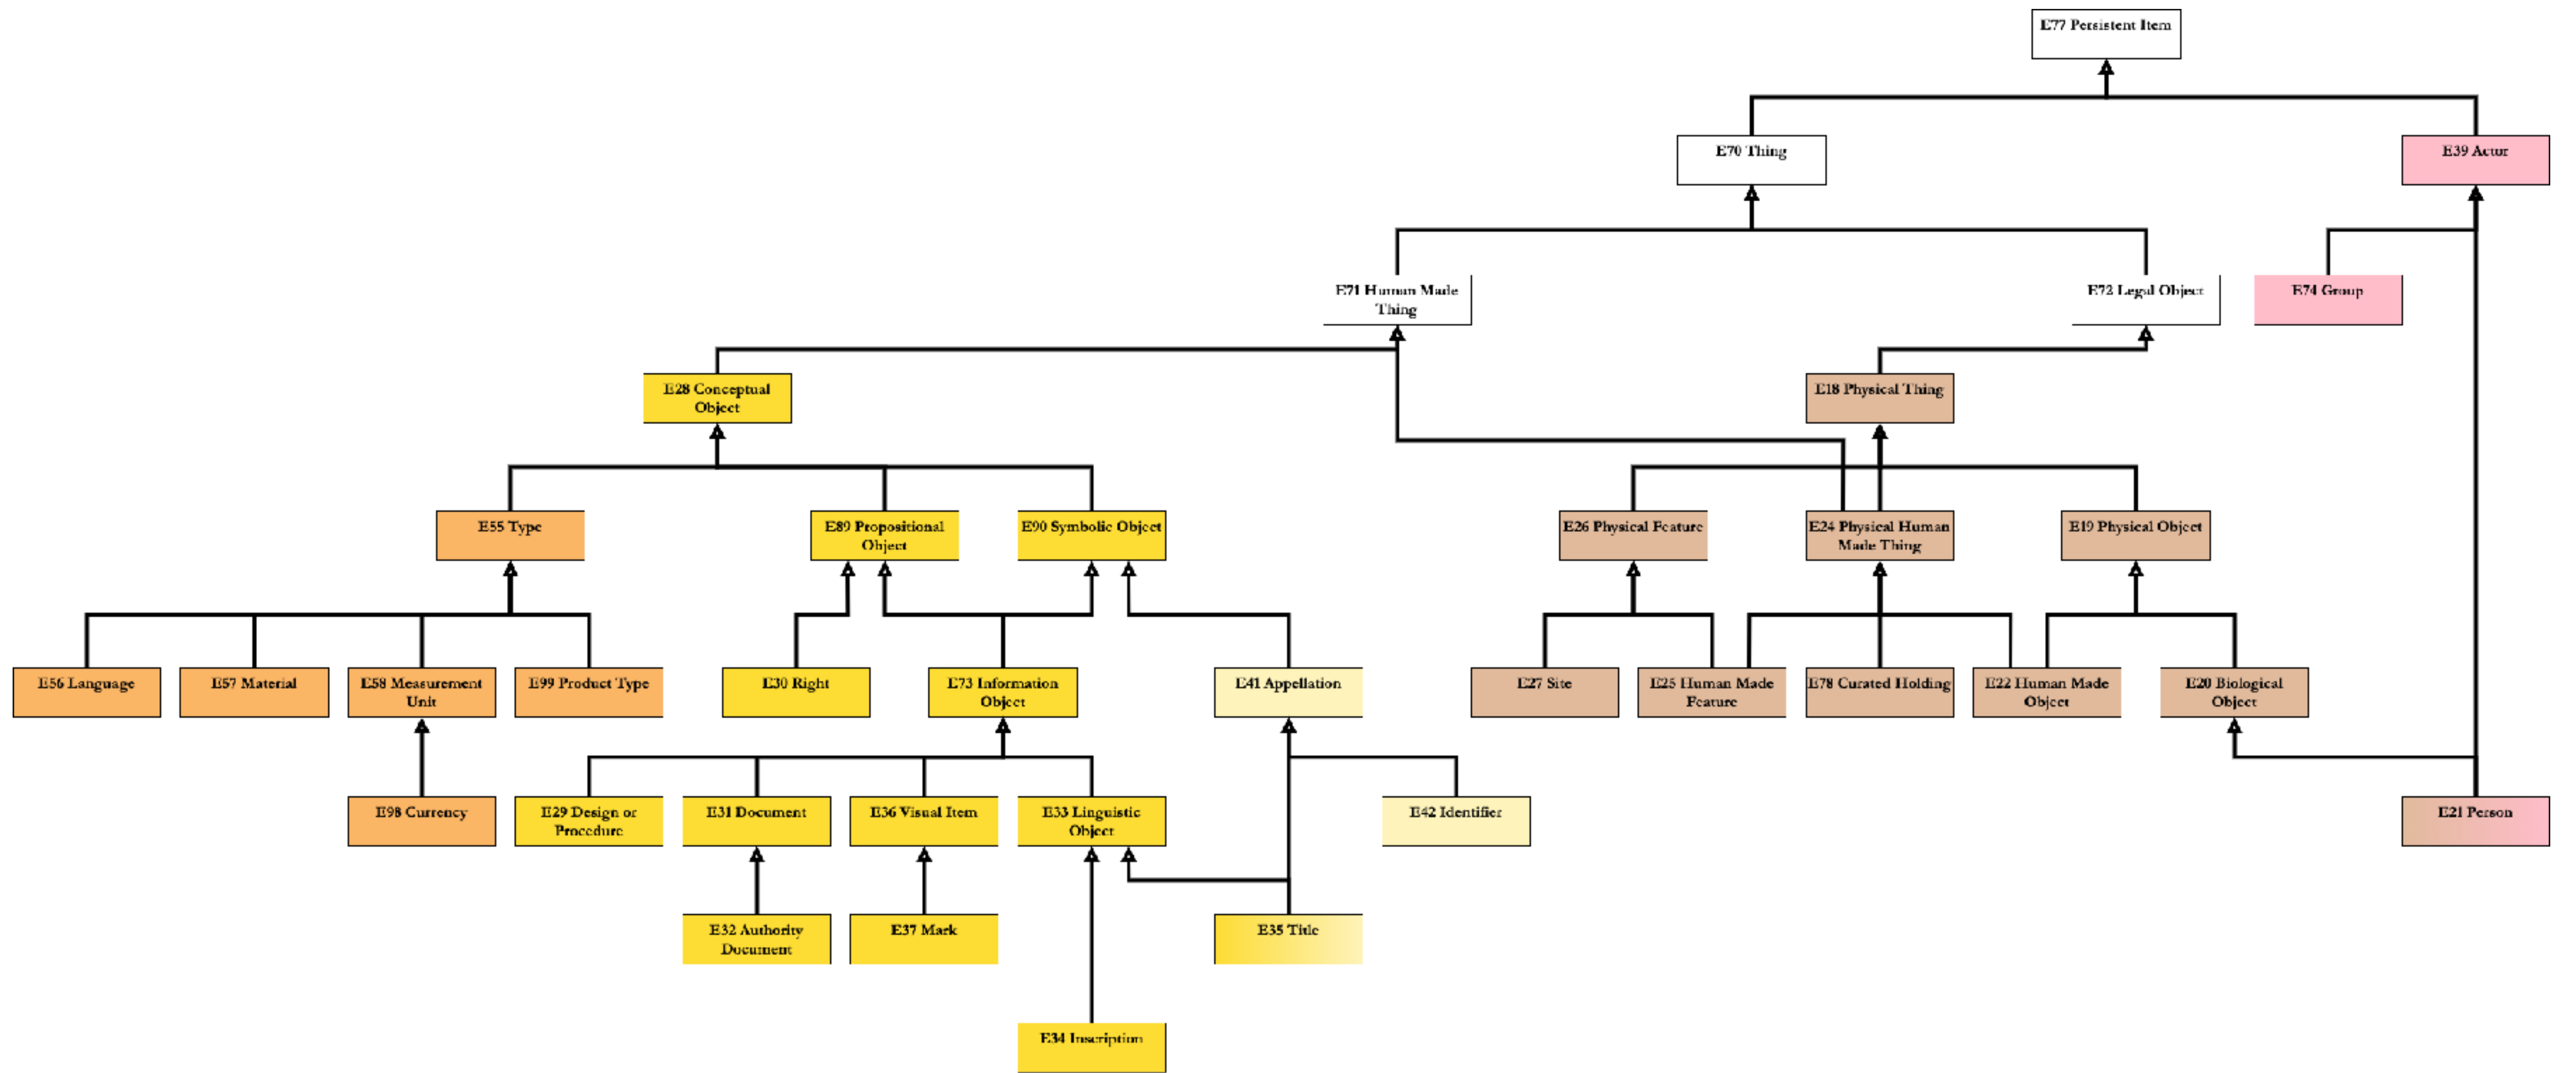 E77 Persistent Item
E70 Thing
E39 Actor
E71 Human Made
Thing
E72 Legal Object
E74 Group
E28 Conceptual
Object
E18 Physical Thing
E55 Type
E89 Propositional
Object
E90 Symbolic Object
E26 Physical Feature
E24 Physical Human
Made Thing
E19 Physical Object
E56 Language
E57 Material
E58 Measurement
Unit
E99 Product Type
E30 Right
E73 Information
Object
E41 Appellation
E27 Site
E25 Human Made
Feature
E78 Curated Holding
E22 Human Made
Object
E20 Biological
Object
E98 Currency
E29 Design or
Procedure
E31 Document
E36 Visual Item
E33 Linguistic
Object
E42 Identifier
E21 Person
E32 Authority
Document
E37 Mark
E35 Title
E34 Inscription